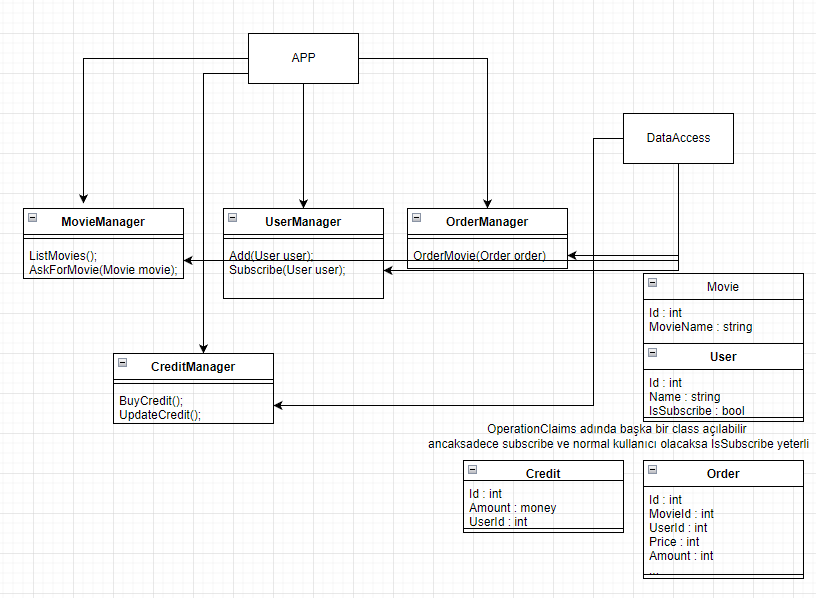 APP
DataAccess
MovieManager
ListMovies();
AskForMovie(Movie movie);
UserManager
Add(User user);
Subscribe(User user);
OrderManager
OrderMovie(Order order)
Movie
Id : int
MovieName : string
User
Id : int
Name : string
IsSubscribe : bool
CreditManager
BuyCredit();
UpdateCredit();
OperationClaims adında başka bir class açılabilir
ancaksadece subscribe ve normal kullanici olacaksa IsSubscribe yeterli
Credit
Id : int
Amount : money
UserId : int
Order
Id : int
MovieId : int
UserId : int
Price : int
Amount : int
...